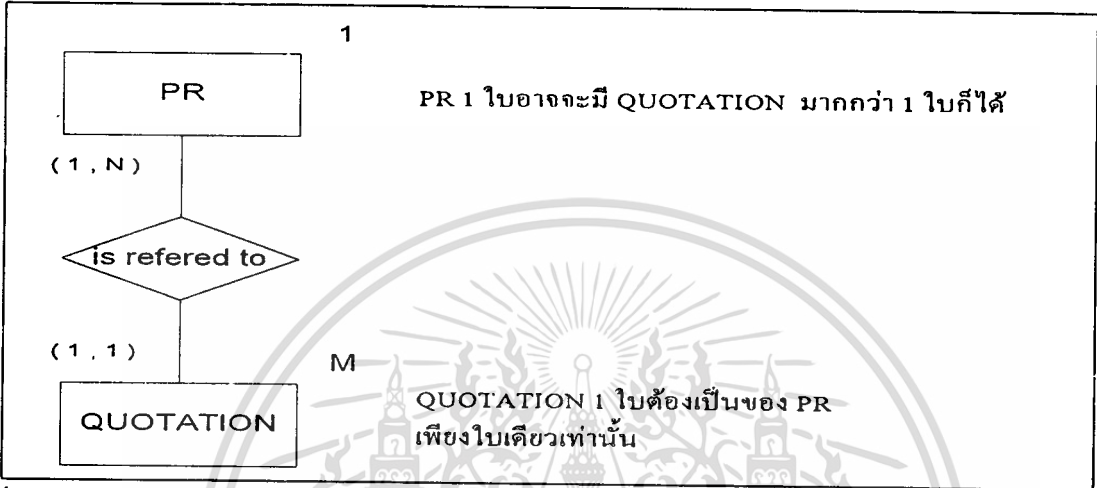 1
PR
PR 1 ใบอาจจะมี QUOTATION มากกว่า 1 ใบก็ได้
(1,N)
is refered to
(1,1)
M
QUOTATION
QUOTATION 1 ใบต้องเป็นของ PR
เพียงใบเดียวเท่านั้น